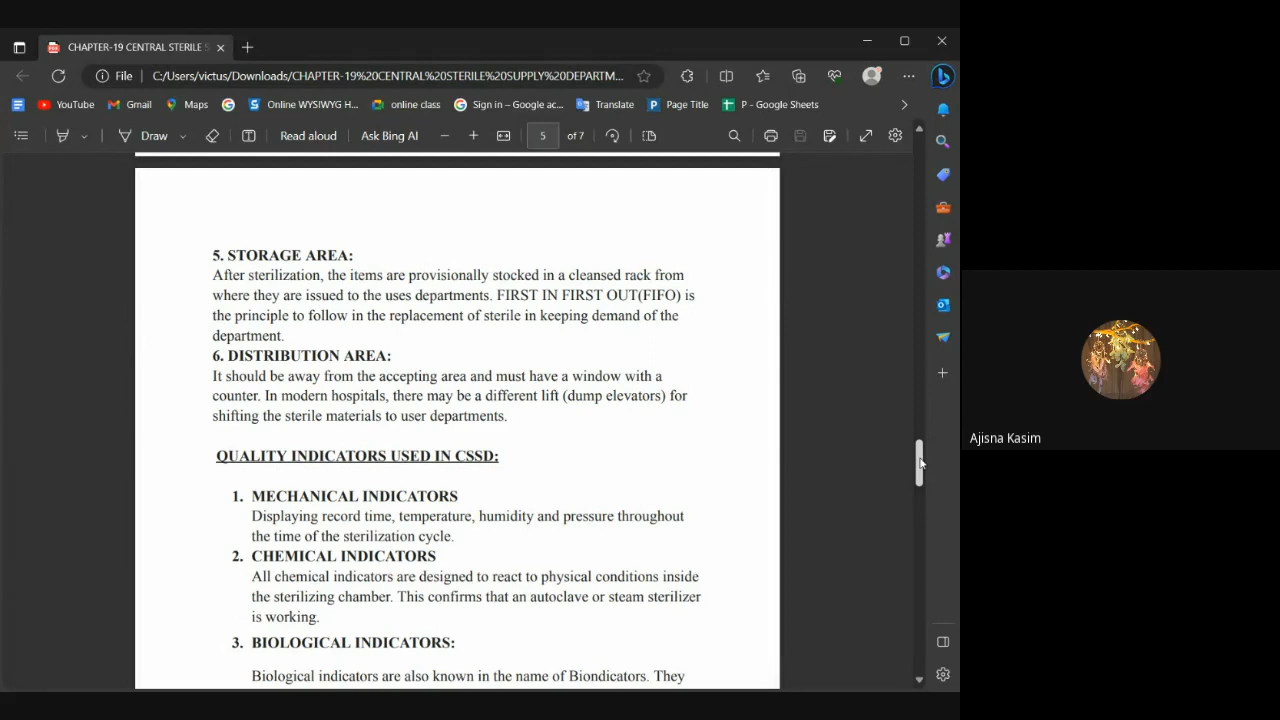 CHAPTER-19 CENTRAL STERILE S
File
C:/Users/victus/Downloads/CHAPTER-19%20CENTRAL%20STERILE%20SUPPLY%20DEPARTM...
YouTube
Gmail
Maps
Online WYSIWYG H...
online class
Sign in – Google ac...
Translate
Page Title
P - Google Sheets
Draw
Read aloud
Ask Bing AI
5
of 7
5. STORAGE AREA:
After sterilization, the items are provisionally stocked in a cleansed rack from
where they are issued to the uses departments. FIRST IN FIRST OUT(FIFO) is
the principle to follow in the replacement of sterile in keeping demand of the
department.
6. DISTRIBUTION AREA:
It should be away from the accepting area and must have a window with a
counter. In modern hospitals, there may be a different lift (dump elevators) for
shifting the sterile materials to user departments.
QUALITY INDICATORS USED IN CSSD:
1. MECHANICAL INDICATORS
Displaying record time, temperature, humidity and pressure throughout
the time of the sterilization cycle.
2. CHEMICAL INDICATORS
All chemical indicators are designed to react to physical conditions inside
the sterilizing chamber. This confirms that an autoclave or steam sterilizer
is working.
3. BIOLOGICAL INDICATORS:
Biological indicators are also known in the name of Biondicators. They
Ajisna Kasim